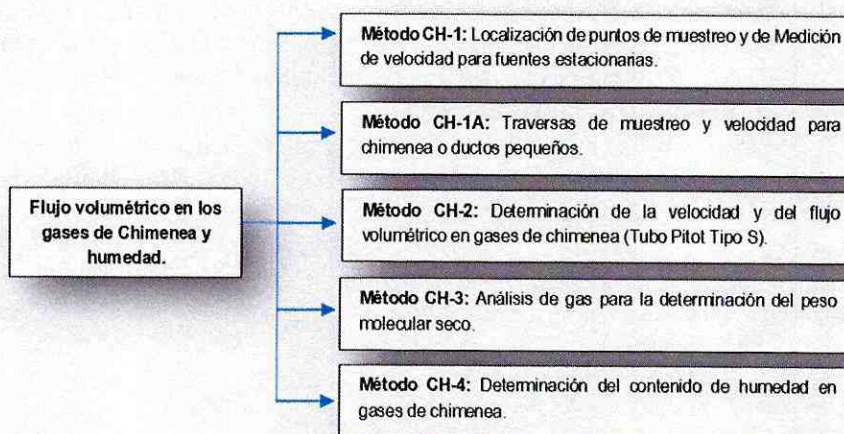 Método CH-1: Localización de puntos de muestreo y de Medición
de velocidad para fuentes estacionarias.
Método CH-1A: Traversas de muestreo y velocidad para
chimenea o ductos pequeños.
Flujo volumétrico en los
gases de Chimenea y
humedad.
Método CH-2: Determinación de la velocidad y del flujo
volumétrico en gases de chimenea (Tubo Pitot Tipo S).
Método CH-3: Análisis de gas para la determinación del peso
molecular seco.
Método CH-4: Determinación del contenido de humedad en
gases de chimenea.